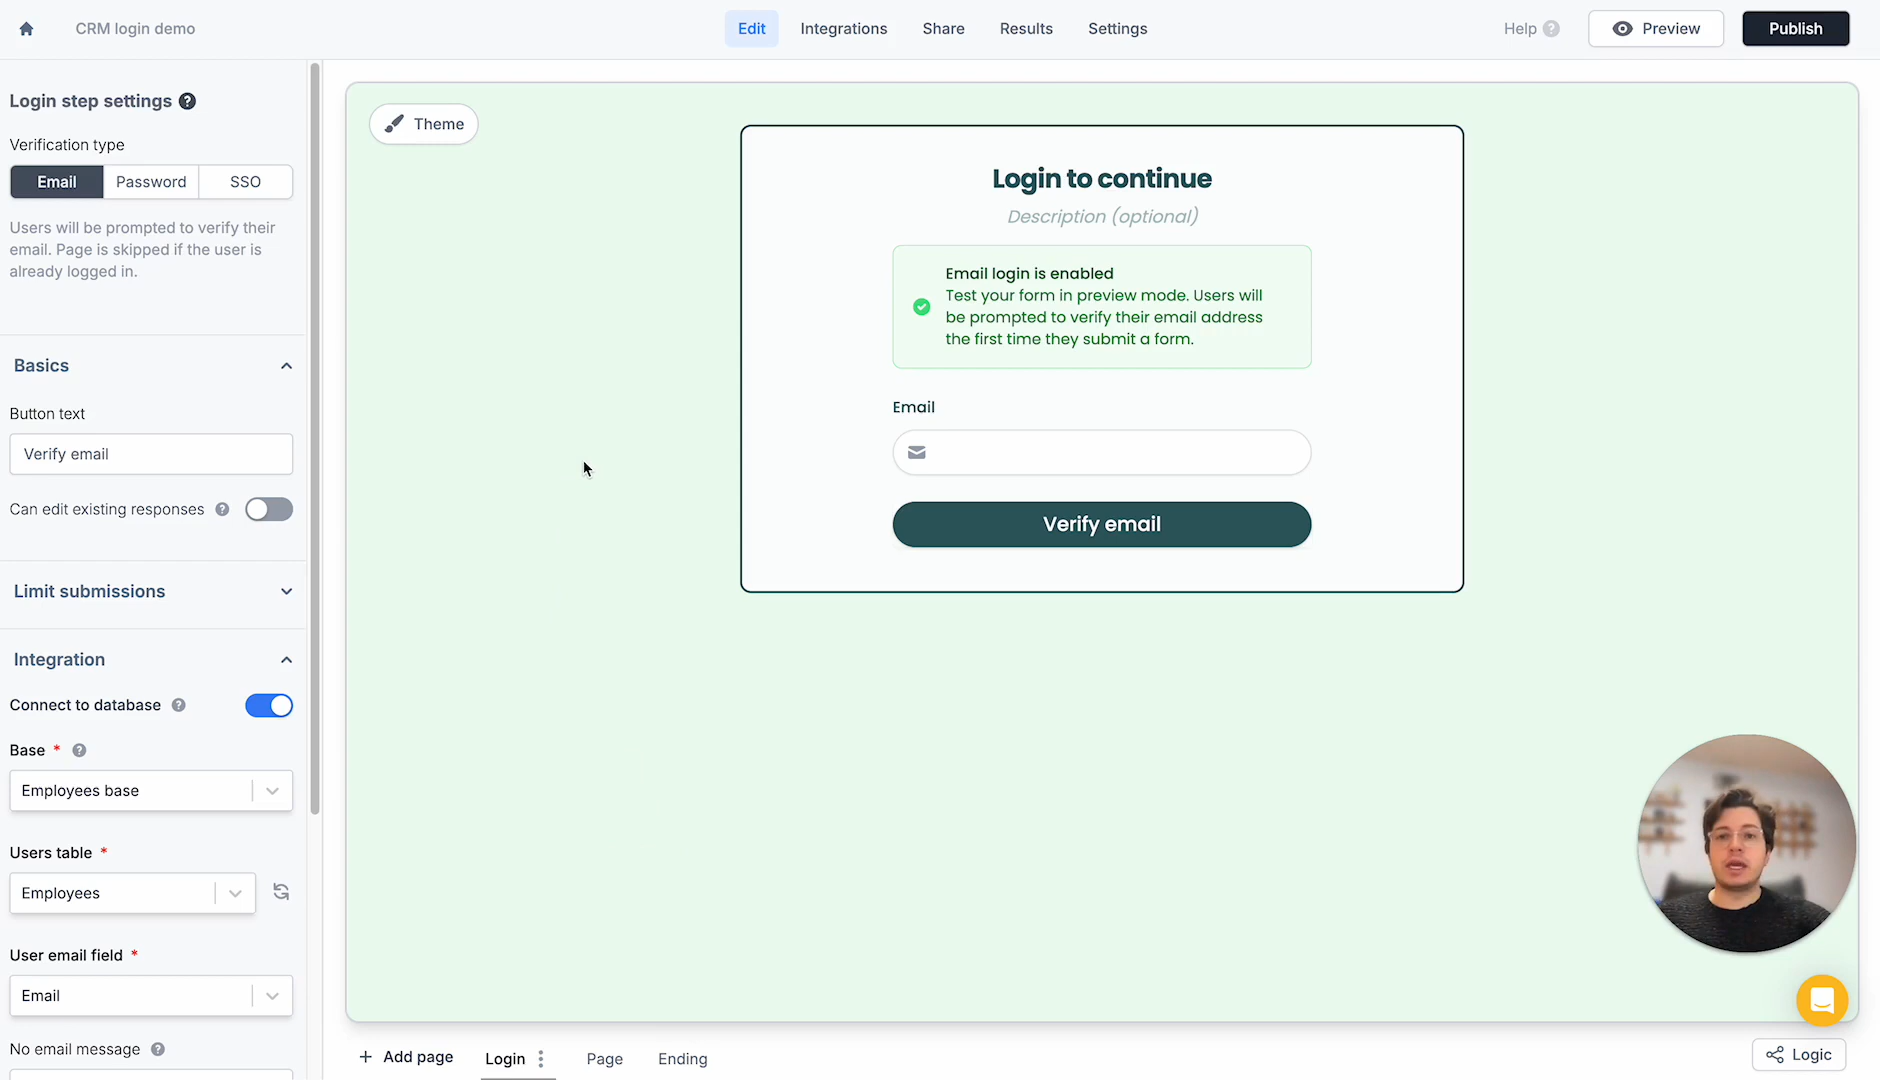 CRM login demo
Edit
Integrations
Share
Results
Settings
Help
Preview
Publish
Login step settings
Verification type
Email
Password
SSO
Users will be prompted to verify their
email. Page is skipped if the user is
already logged in.
Basics
Button text
Verify email
Can edit existing responses
Limit submissions
Integration
Connect to database
Base *
Employees base
Users table *
Employees
User email field *
Email
No email message
Theme
Login to continue
Description (optional)
Email login is enabled
Test your form in preview mode. Users will
be prompted to verify their email address
the first time they submit a form.
Email
Verify email
+ Add page
Login
Page
Ending
Logic